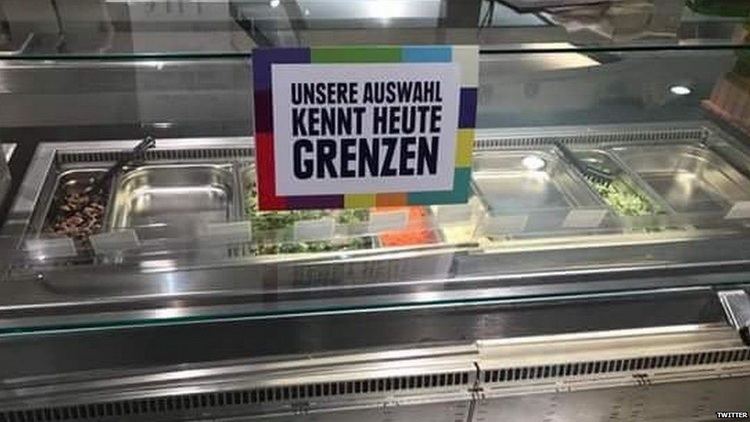 UNSERE AUSWAHL
KENNT HEUTE
GRENZEN
TWITTER